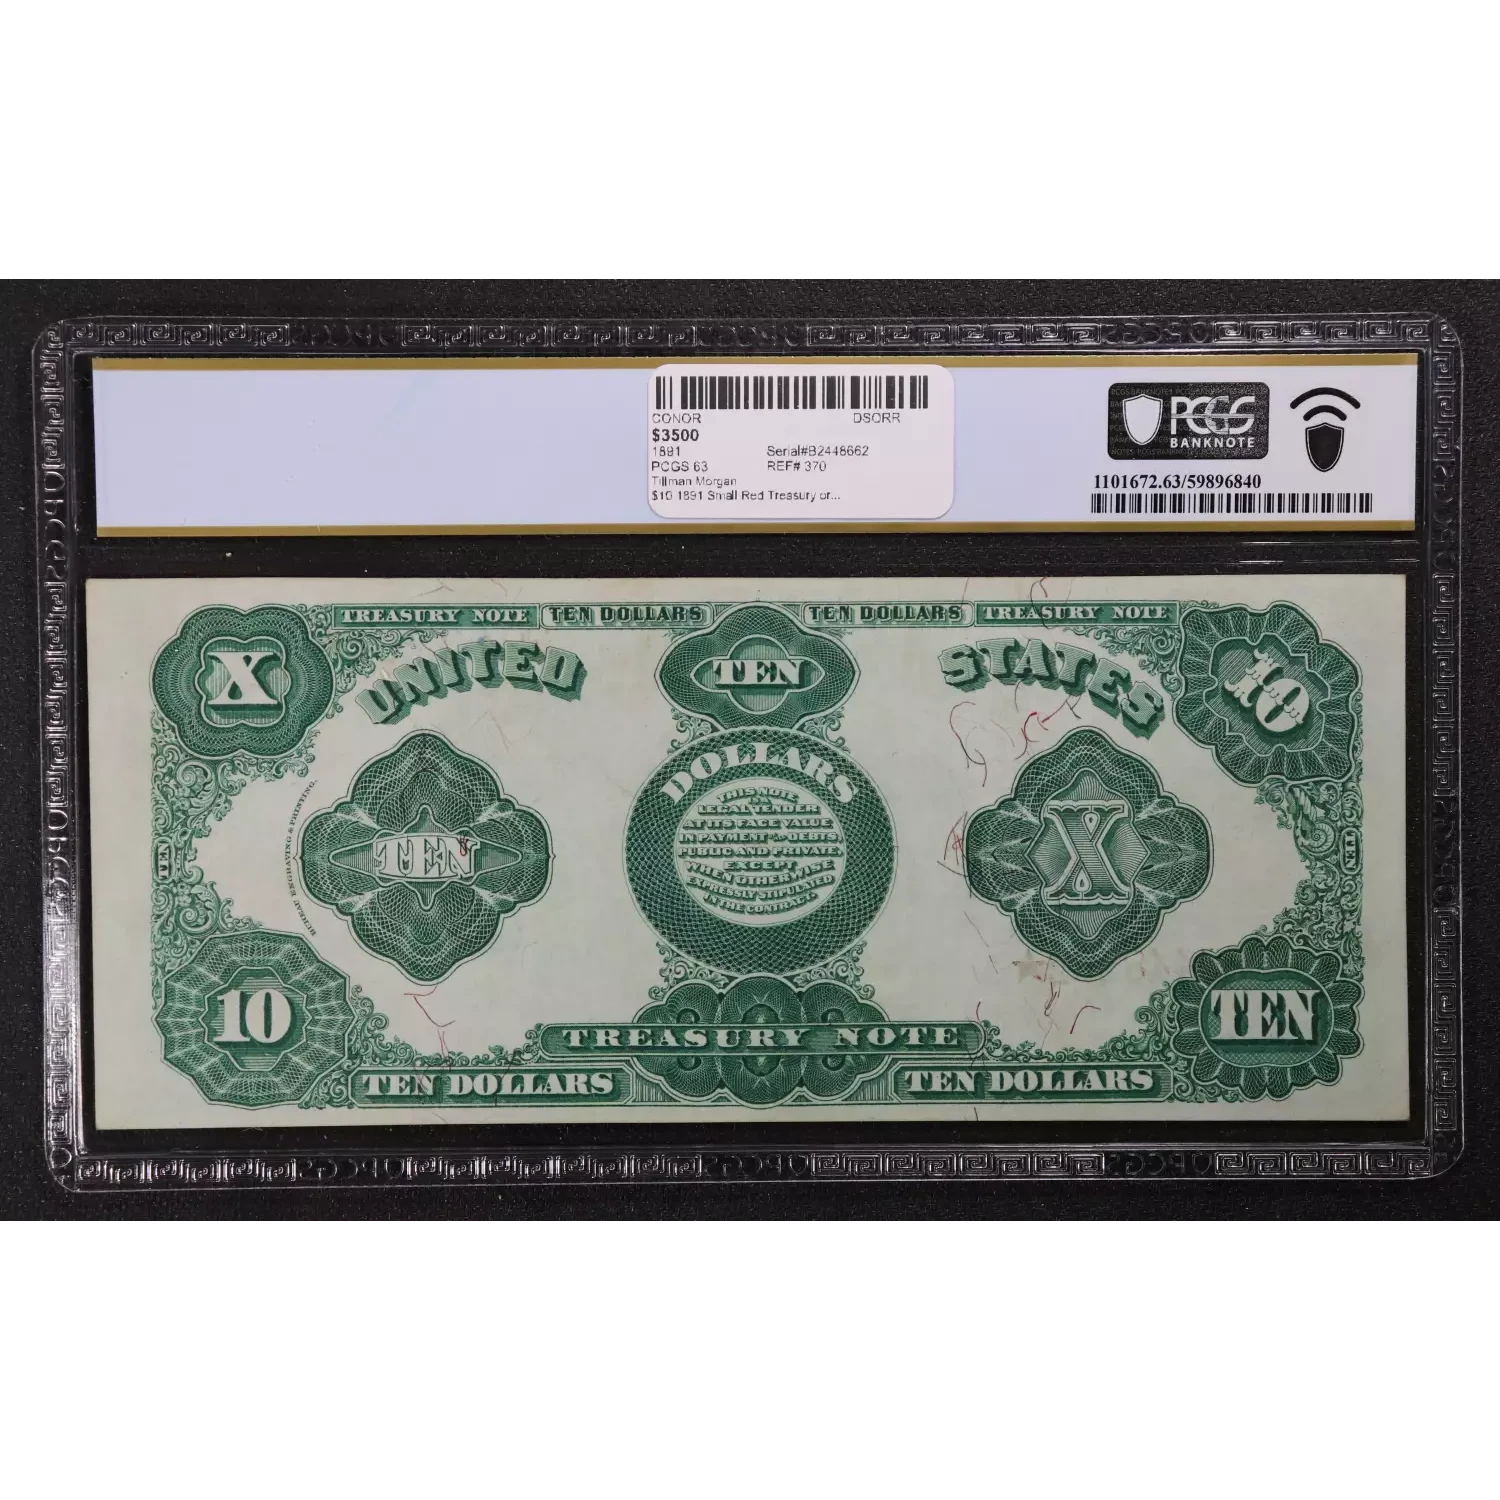 CONOR DSORR
$3500
1891 Serial#B2448662
PCGS 63 REF# 370
Tillman Morgan
$10 1891 Small Red Treasury or...
PCGS
BANKNOTE
1101672.63/59896840
TREASURY NOTE TEN DOLLARS TEN DOLLARS TREASURY NOTE
X UNITED TEN STATES 10
DOLLARS
THIS NOTE
LEGAL TENDER
AT ITS FACE VALUE
IN PAYMENT OF DEBTS
PUBLIC AND PRIVATE,
EXCEPT
WHEN OTHERWISE
EXPRESSLY STIPULATED
IN THE CONTRACT.
BUREAU ENGRAVING & PRINTING.
TEN TEN X TEN
10 TREASURY NOTE TEN
TEN DOLLARS TEN DOLLARS